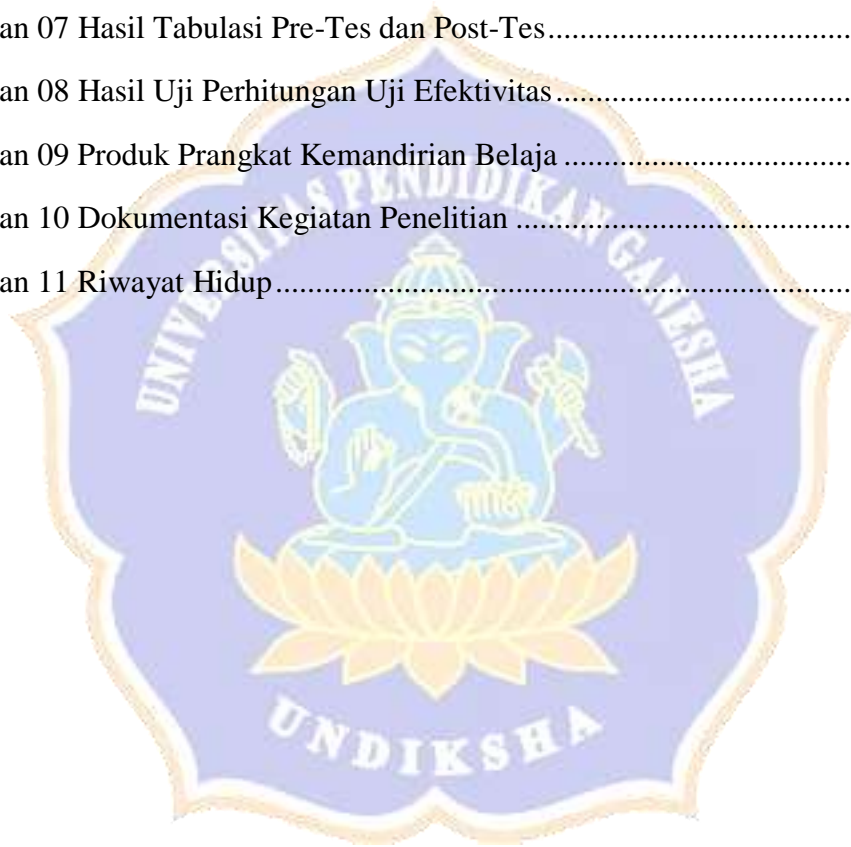 an 07 Hasil Tabulasi Pre-Tes dan Post-Tes......................................
an 08 Hasil Uji Perhitungan Uji Efektivitas.....................................
an 09 Produk Prangkat Kemandirian Belaja ....................................
an 10 Dokumentasi Kegiatan Penelitian ..........................................
an 11 Riwayat Hidup........................................................................
UNIVERSITAS PENDIDIKAN GANESHA
UNDIKSHA